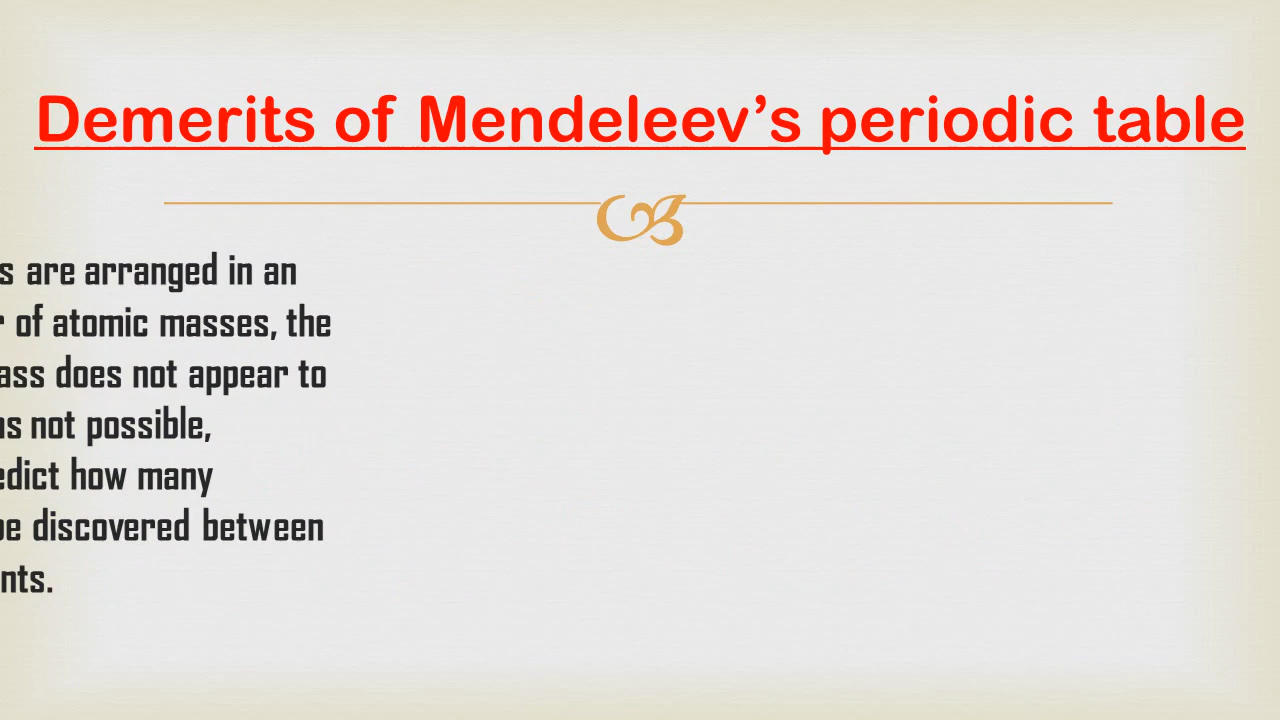 Demerits of Mendeleev's periodic table
s are arranged in an
of atomic masses, the
ass does not appear to
not possible,
edict how many
be discovered between
nts.